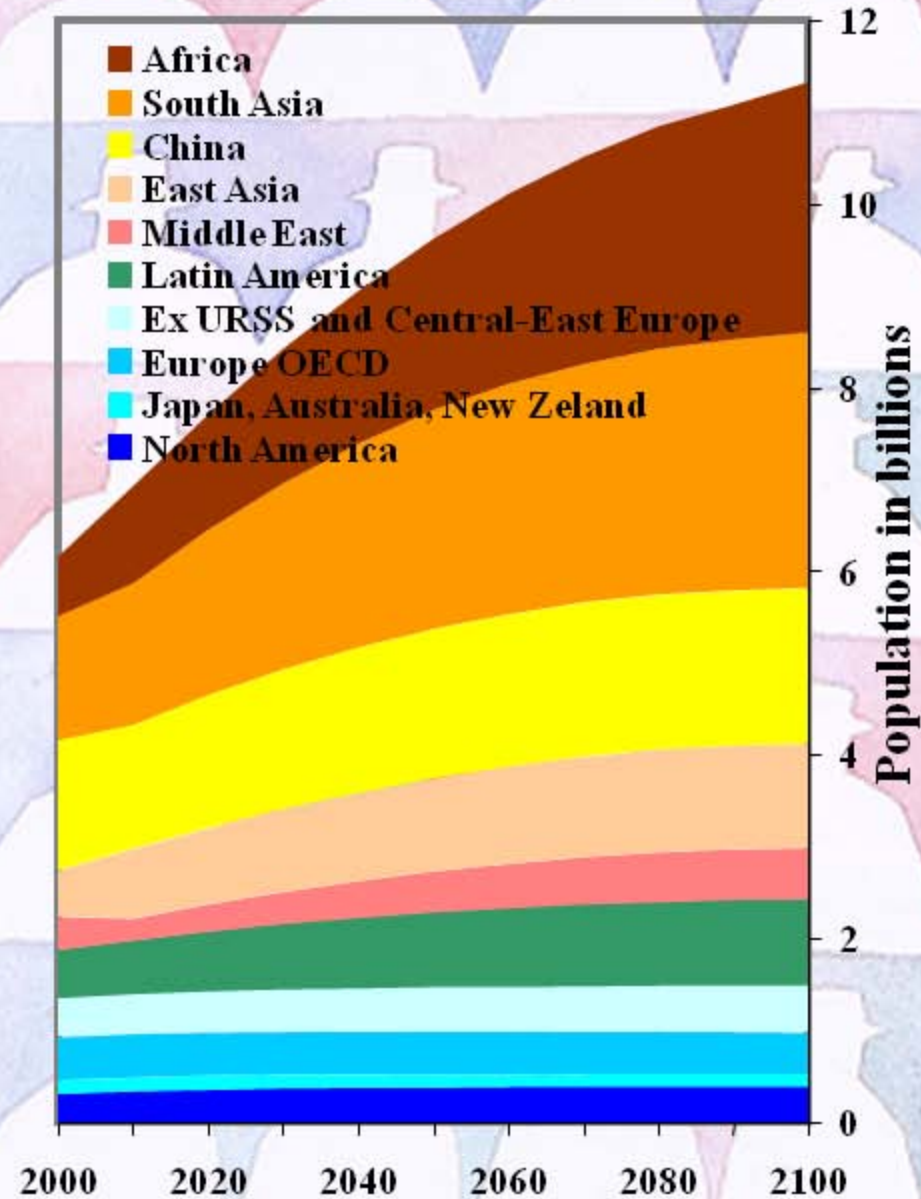 Africa
South Asia
China
East Asia
Middle East
Latin America
Ex URSS and Central-East Europe
Europe OECD
Japan, Australia, New Zeland
North America
12
10
8
6
4
2
0
Population in billions
2000 2020 2040 2060 2080 2100